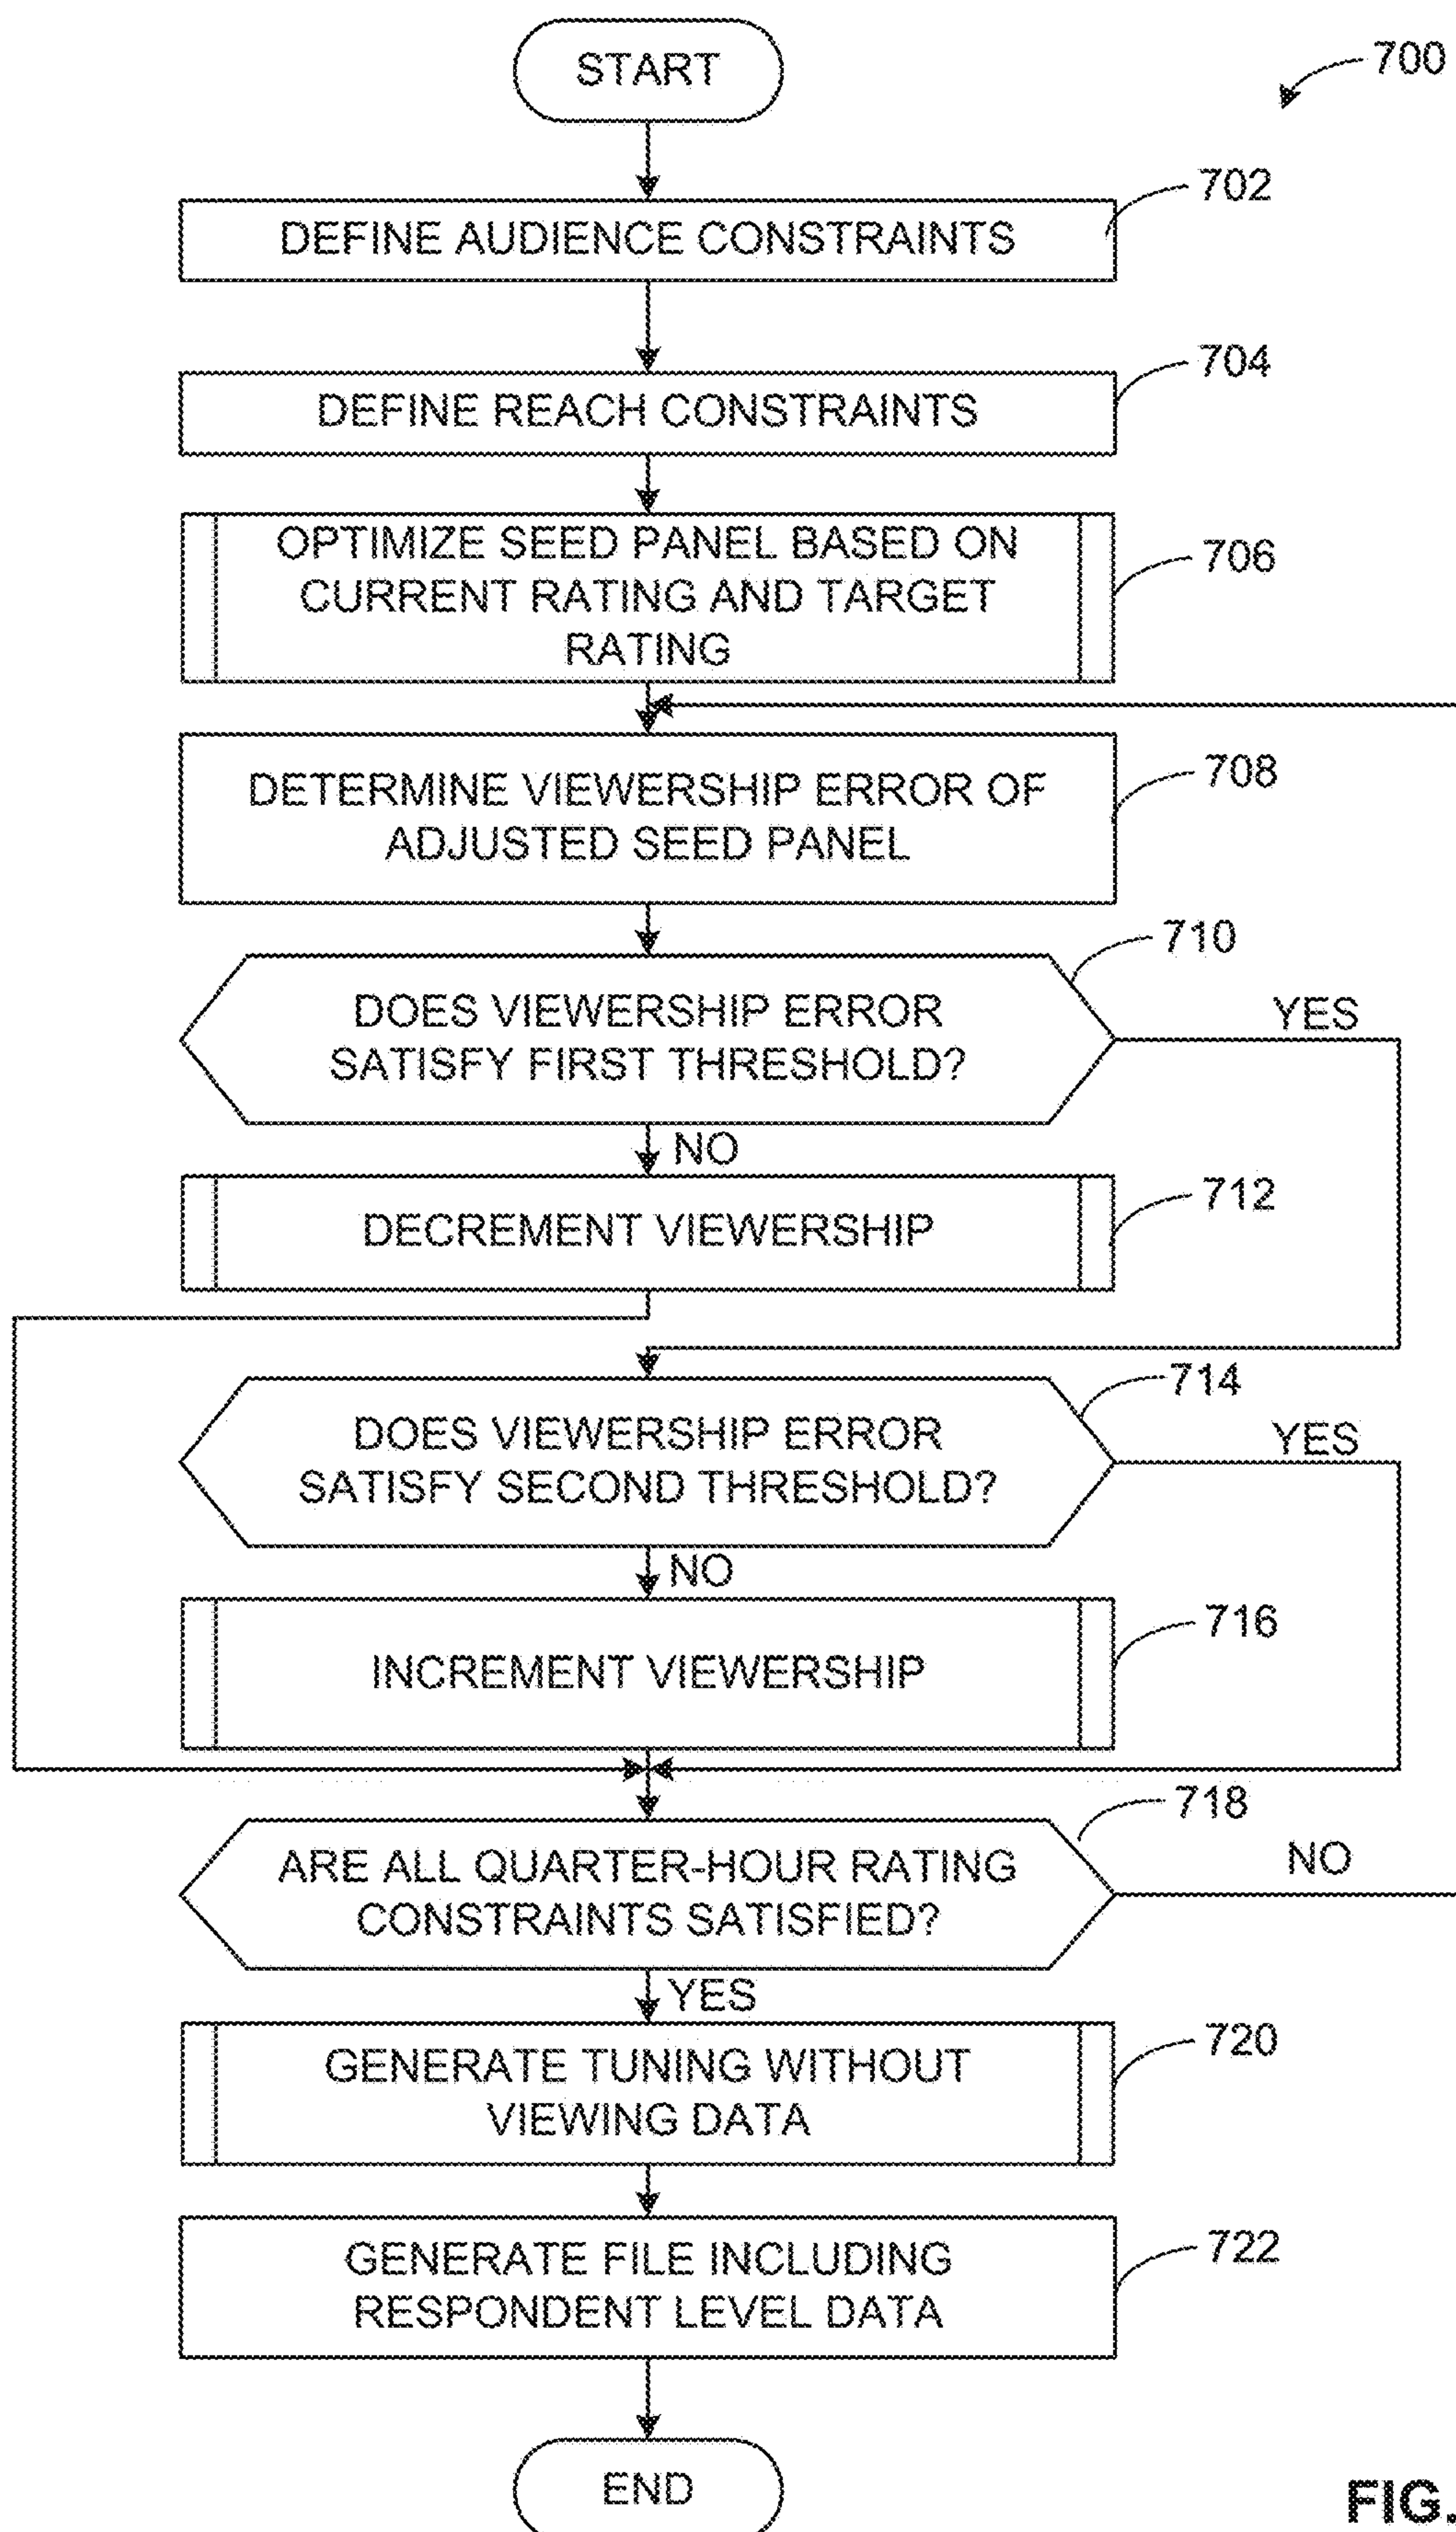 START
700
702
DEFINE AUDIENCE CONSTRAINTS
704
DEFINE REACH CONSTRAINTS
OPTIMIZE SEED PANEL BASED ON
CURRENT RATING AND TARGET
RATING
706
DETERMINE VIEWERSHIP ERROR OF
ADJUSTED SEED PANEL
708
710
DOES VIEWERSHIP ERROR
SATISFY FIRST THRESHOLD?
YES
NO
712
DECREMENT VIEWERSHIP
714
DOES VIEWERSHIP ERROR
SATISFY SECOND THRESHOLD?
YES
NO
716
INCREMENT VIEWERSHIP
718
ARE ALL QUARTER-HOUR RATING
CONSTRAINTS SATISFIED?
NO
YES
720
GENERATE TUNING WITHOUT
VIEWING DATA
722
GENERATE FILE INCLUDING
RESPONDENT LEVEL DATA
END
FIG.